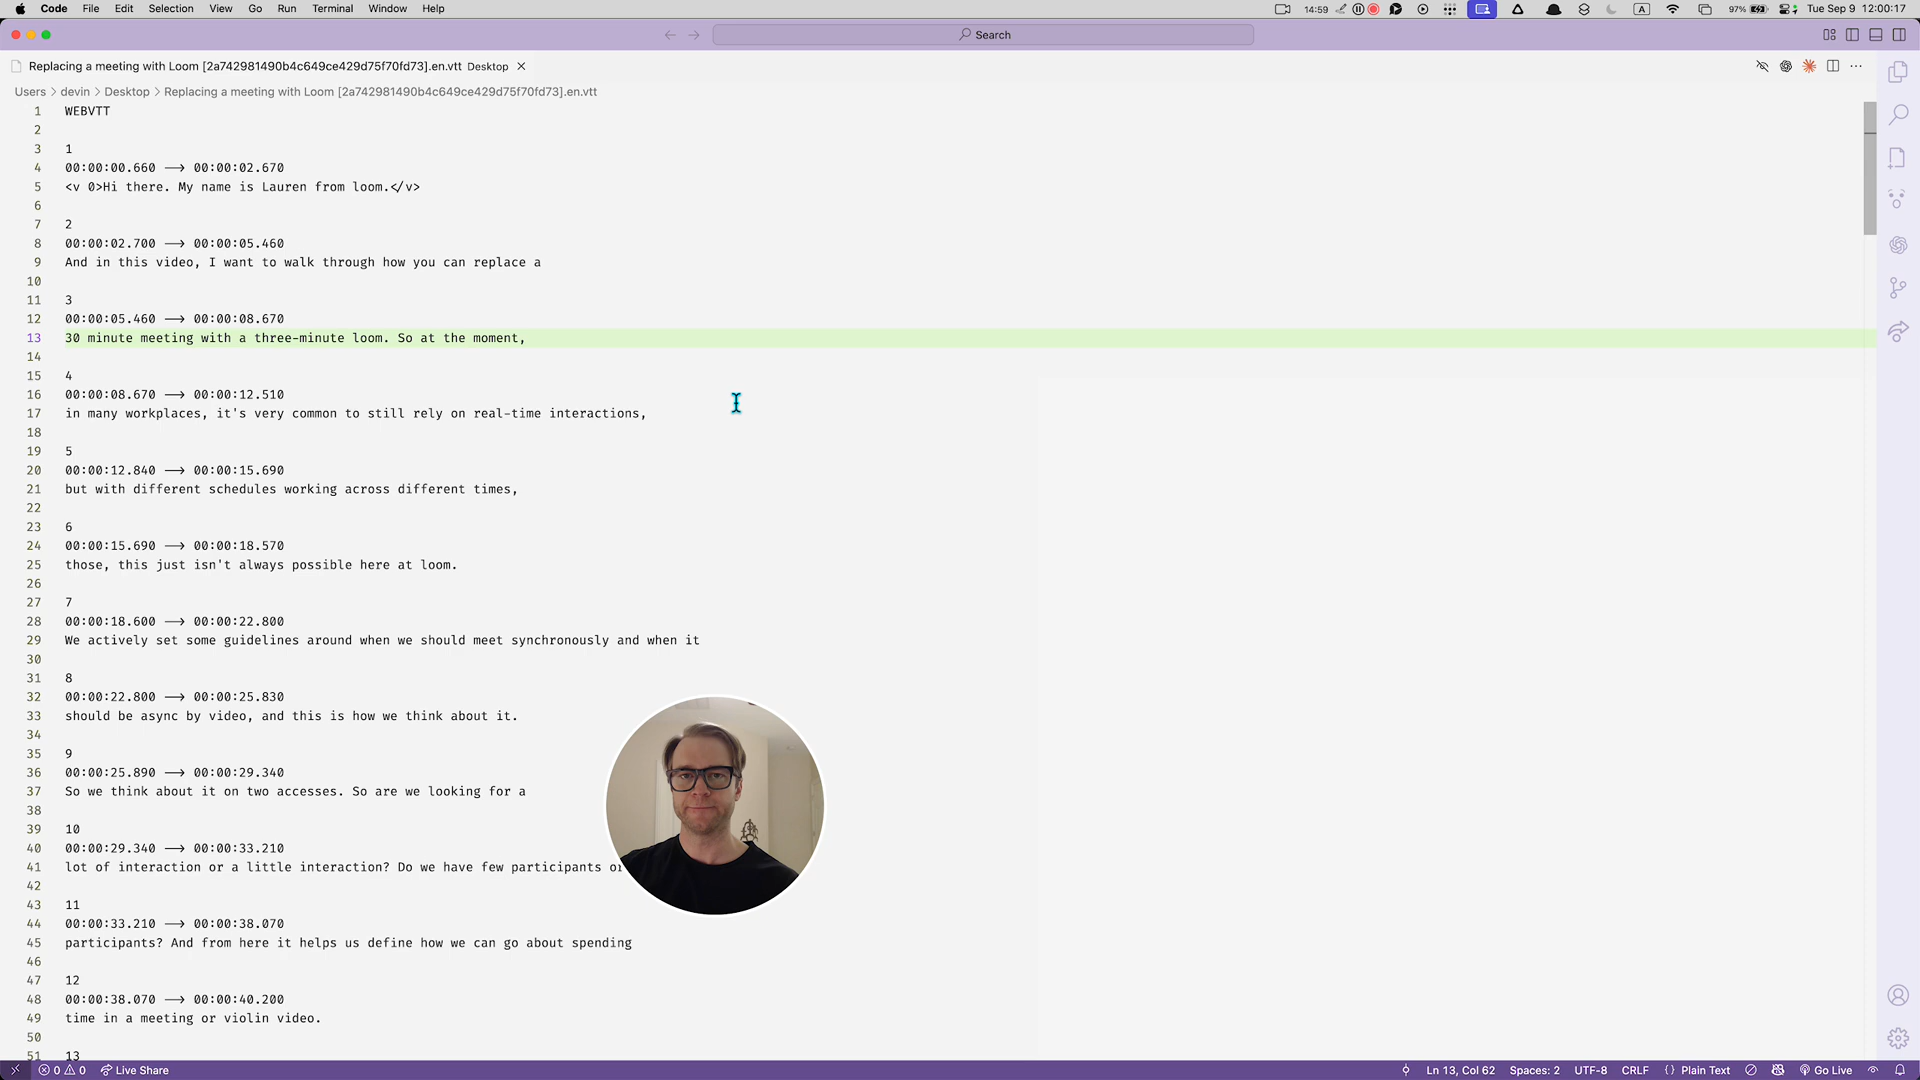 Code File Edit Selection View Go Run Terminal Window Help 14:59 A 97% Tue Sep 9 12:00:17
Search
Replacing a meeting with Loom [2a742981490b4c649ce429d75f70fd73].en.vtt Desktop
Users > devin > Desktop > Replacing a meeting with Loom [2a742981490b4c649ce429d75f70fd73].en.vtt
1 WEBVTT
2
3 1
4 00:00:00.660 --> 00:00:02.670
5 <v 0>Hi there. My name is Lauren from loom.</v>
6
7 2
8 00:00:02.700 --> 00:00:05.460
9 And in this video, I want to walk through how you can replace a
10
11 3
12 00:00:05.460 --> 00:00:08.670
13 30 minute meeting with a three-minute loom. So at the moment,
14
15 4
16 00:00:08.670 --> 00:00:12.510
17 in many workplaces, it's very common to still rely on real-time interactions,
18
19 5
20 00:00:12.840 --> 00:00:15.690
21 but with different schedules working across different times,
22
23 6
24 00:00:15.690 --> 00:00:18.570
25 those, this just isn't always possible here at loom.
26
27 7
28 00:00:18.600 --> 00:00:22.800
29 We actively set some guidelines around when we should meet synchronously and when it
30
31 8
32 00:00:22.800 --> 00:00:25.830
33 should be async by video, and this is how we think about it.
34
35 9
36 00:00:25.890 --> 00:00:29.340
37 So we think about it on two accesses. So are we looking for a
38
39 10
40 00:00:29.340 --> 00:00:33.210
41 lot of interaction or a little interaction? Do we have few participants or
42
43 11
44 00:00:33.210 --> 00:00:38.070
45 participants? And from here it helps us define how we can go about spending
46
47 12
48 00:00:38.070 --> 00:00:40.200
49 time in a meeting or violin video.
50
51 13
0 0 Live Share Ln 13, Col 62 Spaces: 2 UTF-8 CRLF {} Plain Text Go Live